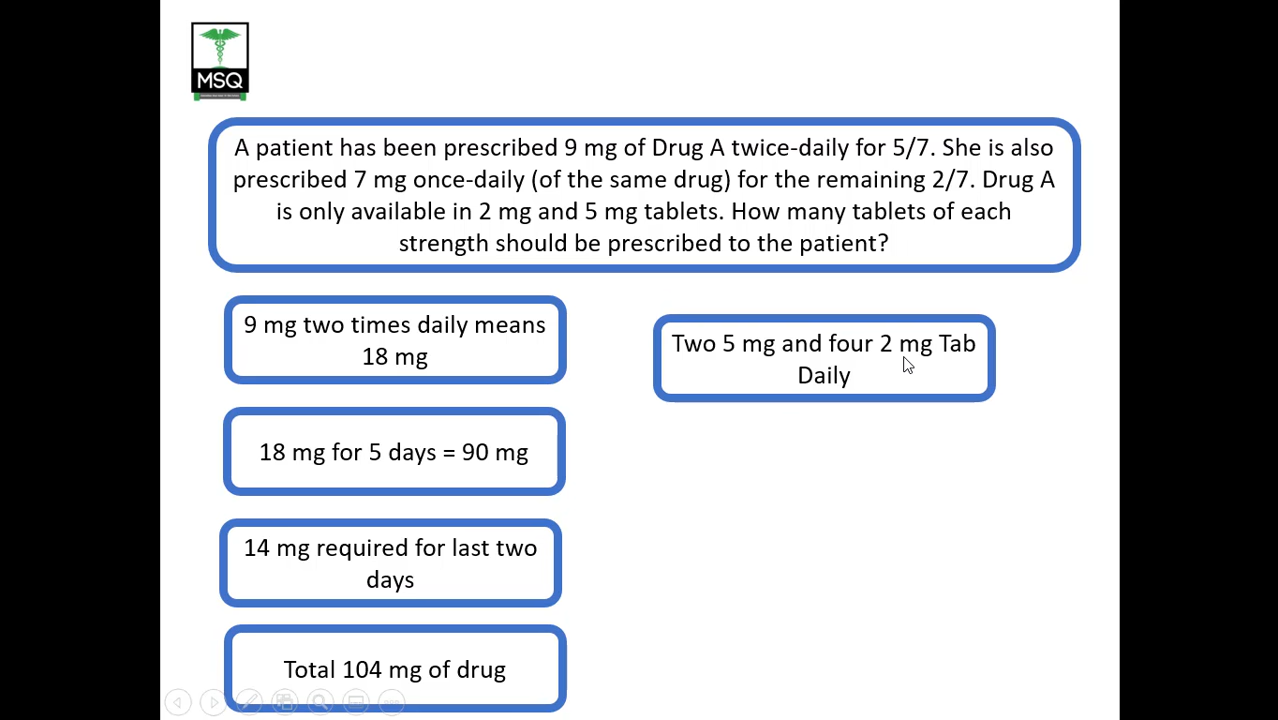 MSQ
A patient has been prescribed 9 mg of Drug A twice-daily for 5/7. She is also
prescribed 7 mg once-daily (of the same drug) for the remaining 2/7. Drug A
is only available in 2 mg and 5 mg tablets. How many tablets of each
strength should be prescribed to the patient?
9 mg two times daily means
18 mg
18 mg for 5 days = 90 mg
14 mg required for last two
days
Total 104 mg of drug
Two 5 mg and four 2 mg Tab
Daily